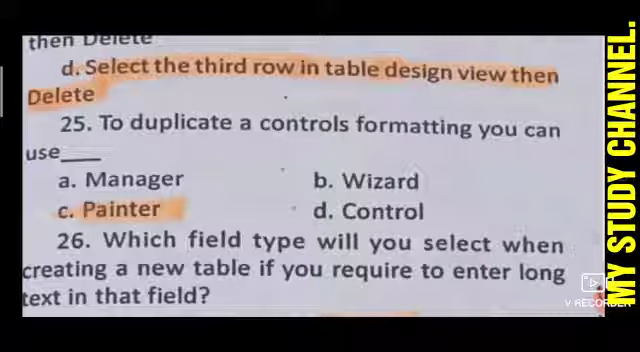 then Delete
d. Select the third row in table design view then
Delete
25. To duplicate a controls formatting you can
use___
a. Manager b. Wizard
c. Painter d. Control
26. Which field type will you select when
creating a new table if you require to enter long
text in that field?
MY STUDY CHANNEL.
V RECORDER